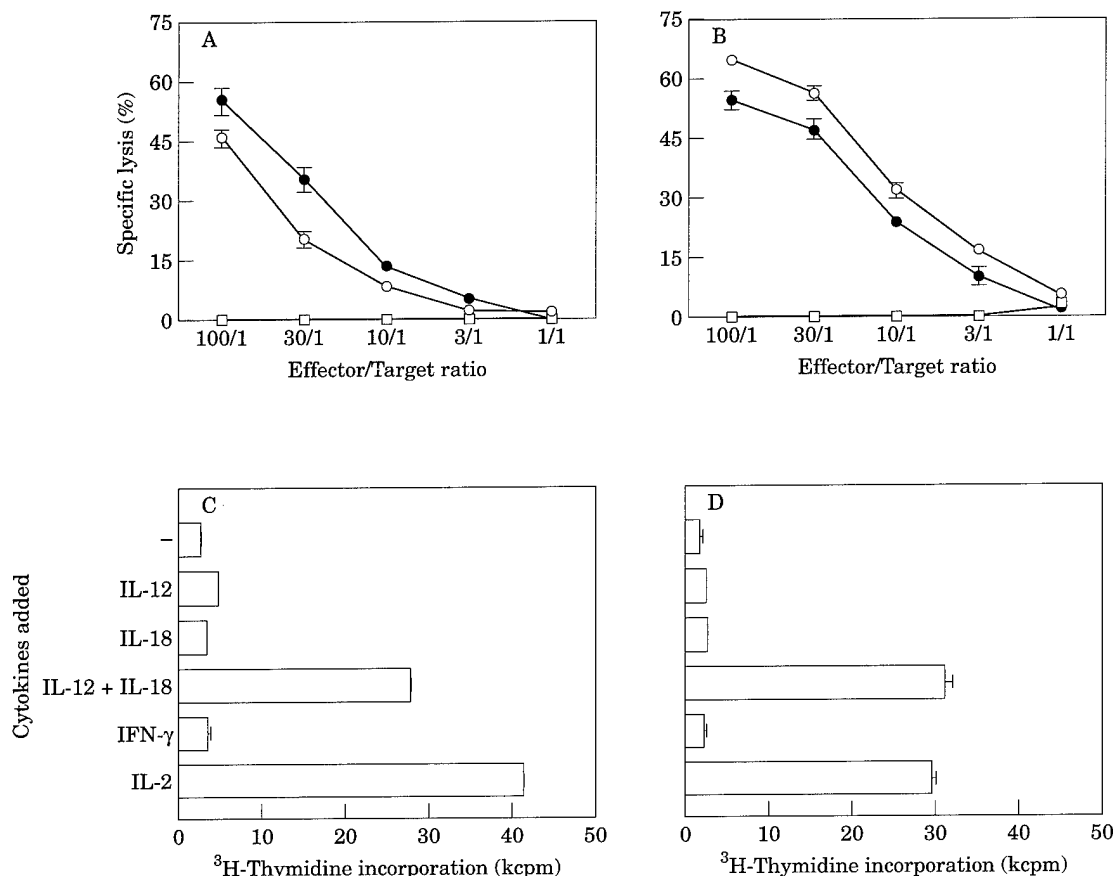 A
B
75
60
45
30
15
0
Specific lysis (%)
100/1 30/1 10/1 3/1 1/1
Effector/Target ratio
75
60
45
30
15
0
100/1 30/1 10/1 3/1 1/1
Effector/Target ratio
C
D
Cytokines added
–
IL-12
IL-18
IL-12 + IL-18
IFN-γ
IL-2
0 10 20 30 40 50
³H-Thymidine incorporation (kcpm)
0 10 20 30 40 50
³H-Thymidine incorporation (kcpm)